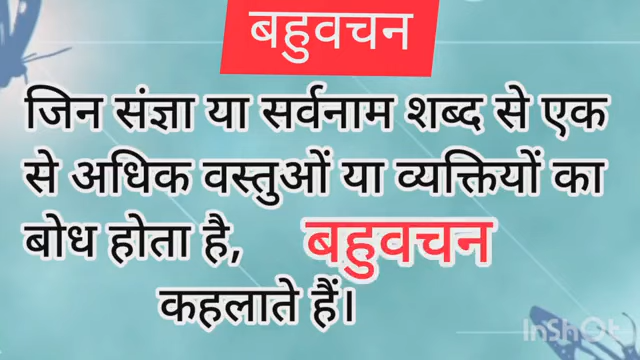 बहुवचन
जिन संज्ञा या सर्वनाम शब्द से एक
से अधिक वस्तुओं या व्यक्तियों का
बोध होता है, बहुवचन
कहलाते हैं।
InShOt